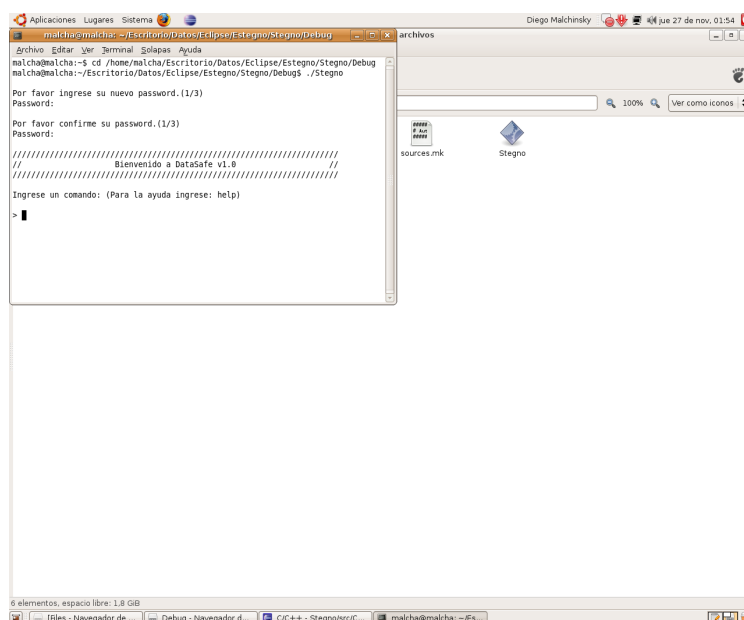 Aplicaciones Lugares Sistema
Diego Malchinsky
jue 27 de nov, 01:54
malcha@malcha: ~/Escritorio/Datos/Eclipse/Estegno/Stegno/Debug
archivos
Archivo Editar Ver Terminal Solapas Ayuda
malcha@malcha:~$ cd /home/malcha/Escritorio/Datos/Eclipse/Estegno/Stegno/Debug
malcha@malcha:~/Escritorio/Datos/Eclipse/Estegno/Stegno/Debug$ ./Stegno
Por favor ingrese su nuevo password.(1/3)
Password:
Por favor confirme su password.(1/3)
Password:
//////////////////////////////////////////////////////////////////////
// Bienvenido a DataSafe v1.0 //
//////////////////////////////////////////////////////////////////////
Ingrese un comando: (Para la ayuda ingrese: help)
>
100%
Ver como iconos
##### # Aut #####
sources.mk
Stegno
6 elementos, espacio libre: 1,8 GiB
[Files - Navegador de ...
Debug - Navegador d...
C/C++ - Stegno/src/C...
malcha@malcha: ~/Es...